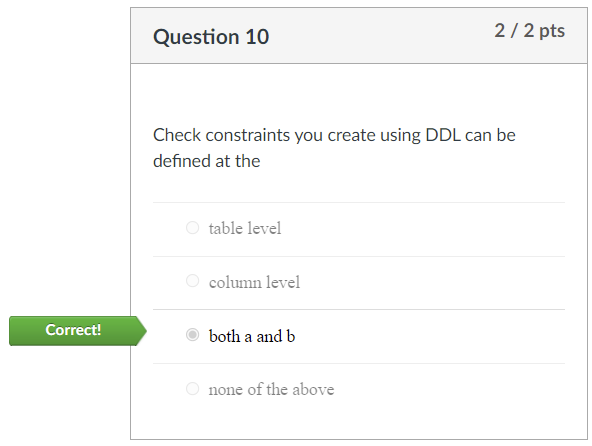 Question 10
2 / 2 pts
Check constraints you create using DDL can be
defined at the
table level
column level
Correct!
both a and b
none of the above